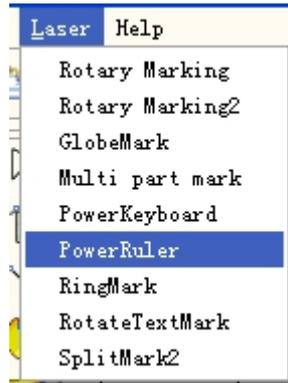 Laser Help
Rotary Marking
Rotary Marking2
GlobeMark
Multi part mark
PowerKeyboard
PowerRuler
RingMark
RotateTextMark
SplitMark2